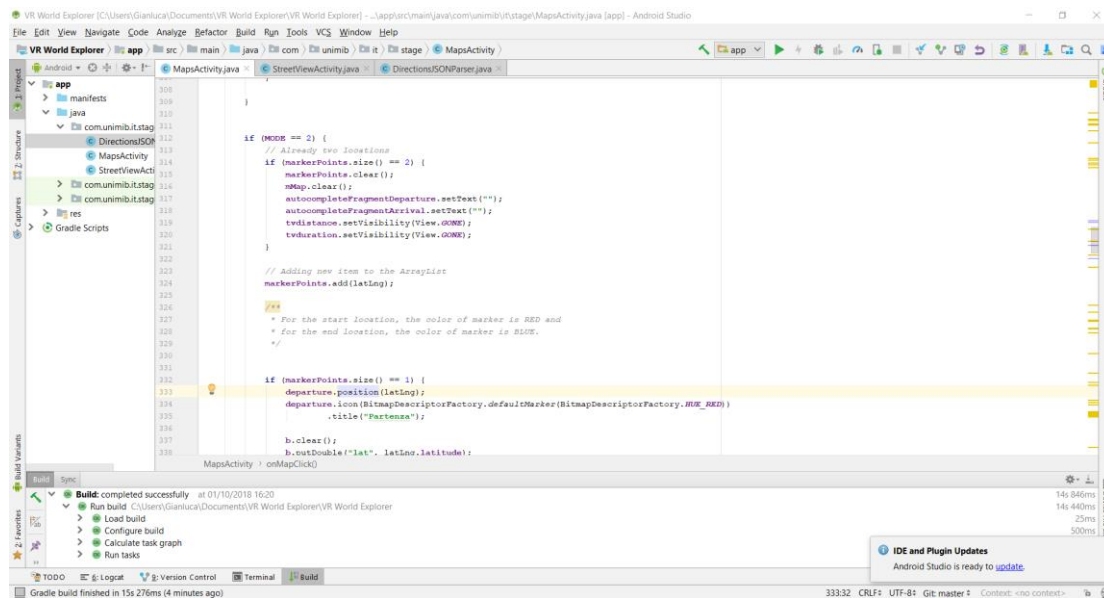 VR World Explorer [C:\Users\Gianluca\Documents\VR World Explorer\VR World Explorer] - ...\app\src\main\java\com\unimib\it\stage\MapsActivity.java [app] - Android Studio
File Edit View Navigate Code Analyze Refactor Build Run Tools VCS Window Help
VR World Explorer app src main java com unimib it stage MapsActivity app
Android MapsActivity.java StreetViewActivity.java DirectionsJSONParser.java
1: Project
7: Structure
Captures
Build Variants
2: Favorites
app
manifests
java
com.unimib.it.stag
DirectionsJSON
MapsActivity
StreetViewActi
com.unimib.it.stag
com.unimib.it.stag
res
Gradle Scripts
308
309 }
310
311
312 if (MODE == 2) {
313 // Already two locations
314 if (markerPoints.size() == 2) {
315 markerPoints.clear();
316 mMap.clear();
317 autocompleteFragmentDeparture.setText("");
318 autocompleteFragmentArrival.setText("");
319 tvdistance.setVisibility(View.GONE);
320 tvduration.setVisibility(View.GONE);
321 }
322
323 // Adding new item to the ArrayList
324 markerPoints.add(latLng);
325
326 /**
327 * For the start location, the color of marker is RED and
328 * for the end location, the color of marker is BLUE.
329 */
330
331
332 if (markerPoints.size() == 1) {
333 departure.position(latLng);
334 departure.icon(BitmapDescriptorFactory.defaultMarker(BitmapDescriptorFactory.HUE_RED))
335 .title("Partenza");
336
337 b.clear();
338 b.putDouble("lat", latLng.latitude);
MapsActivity > onMapClick()
Build Sync
Build: completed successfully at 01/10/2018 16:20 14s 846ms
Run build C:\Users\Gianluca\Documents\VR World Explorer\VR World Explorer 14s 440ms
Load build 25ms
Configure build 500ms
Calculate task graph
Run tasks
IDE and Plugin Updates
Android Studio is ready to update.
TODO 6: Logcat 9: Version Control Terminal Build
Gradle build finished in 15s 276ms (4 minutes ago) 333:32 CRLF UTF-8 Git: master Context: <no context>